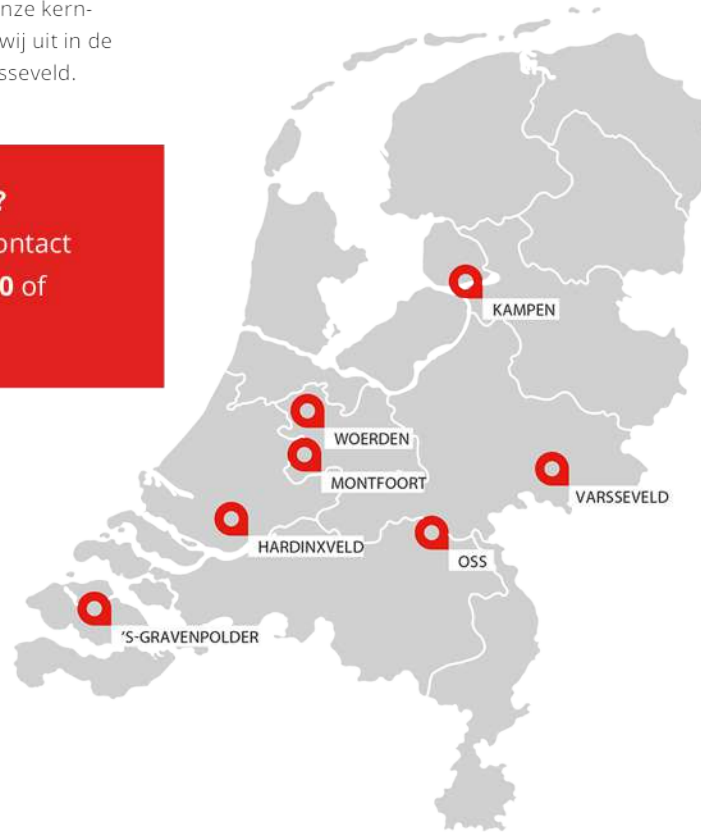 nze kern-
wij uit in de
sseveld.
?
ontact
0 of
KAMPEN
WOERDEN
MONTFOORT
VARSSEVELD
HARDINXVELD
OSS
'S-GRAVENPOLDER